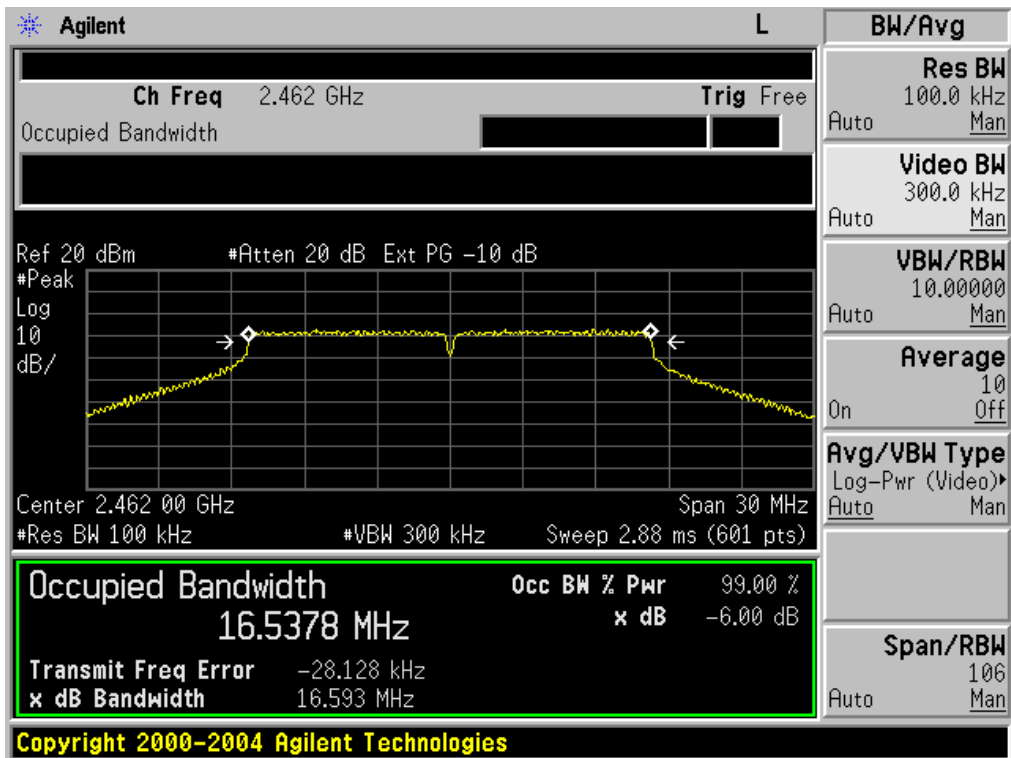 Agilent L
Ch Freq 2.462 GHz Trig Free
Occupied Bandwidth
Ref 20 dBm #Atten 20 dB Ext PG -10 dB
#Peak
Log
10
dB/
Center 2.462 00 GHz Span 30 MHz
#Res BW 100 kHz #VBW 300 kHz Sweep 2.88 ms (601 pts)
Occupied Bandwidth Occ BW % Pwr 99.00 %
16.5378 MHz x dB -6.00 dB
Transmit Freq Error -28.128 kHz
x dB Bandwidth 16.593 MHz
Copyright 2000-2004 Agilent Technologies
BW/Avg
Res BW
100.0 kHz
Auto Man
Video BW
300.0 kHz
Auto Man
VBW/RBW
10.00000
Auto Man
Average
10
On Off
Avg/VBW Type
Log-Pwr (Video)▸
Auto Man
Span/RBW
106
Auto Man